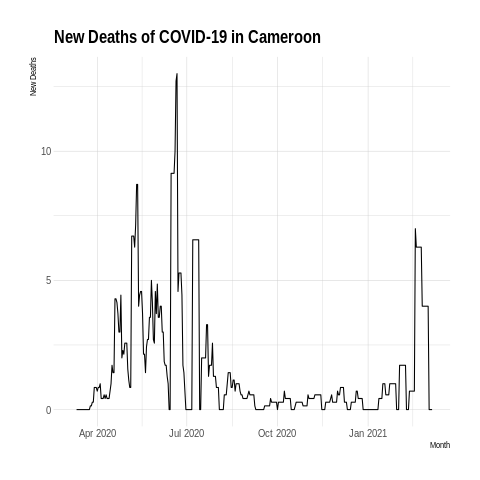 New Deaths of COVID-19 in Cameroon
New Deaths
10
5
0
Apr 2020 Jul 2020 Oct 2020 Jan 2021
Month